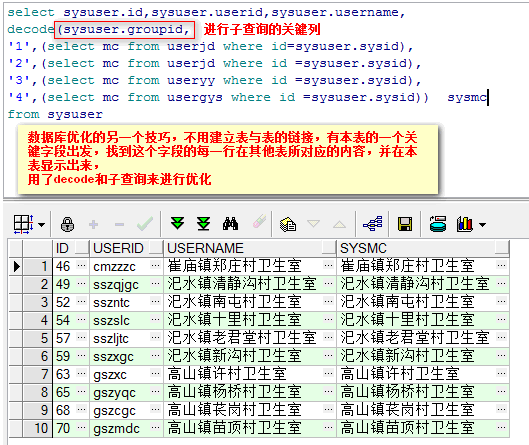 select sysuser.id,sysuser.userid,sysuser.username,
decode(sysuser.groupid, 进行子查询的关键列
'1',(select mc from userjd where id=sysuser.sysid),
'2',(select mc from userjd where id =sysuser.sysid),
'3',(select mc from useryy where id =sysuser.sysid),
'4',(select mc from usergys where id =sysuser.sysid)) sysmc
from sysuser
数据库优化的另一个技巧，不用建立表与表的链接，有本表的一个
关键字段出发，找到这个字段的每一行在其他表所对应的内容，并在本
表显示出来，
用了decode和子查询来进行优化
ID USERID USERNAME SYSMC
1 46 cmzzzc 崔庙镇郑庄村卫生室 崔庙镇郑庄村卫生室
2 49 sszqjgc 汜水镇清静沟村卫生室 汜水镇清静沟村卫生室
3 52 sszntc 汜水镇南屯村卫生室 汜水镇南屯村卫生室
4 54 sszslc 汜水镇十里村卫生室 汜水镇十里村卫生室
5 57 sszljtc 汜水镇老君堂村卫生室 汜水镇老君堂村卫生室
6 59 sszxgc 汜水镇新沟村卫生室 汜水镇新沟村卫生室
7 63 gszxc 高山镇许村卫生室 高山镇许村卫生室
8 65 gszyqc 高山镇杨桥村卫生室 高山镇杨桥村卫生室
9 68 gszcgc 高山镇苌岗村卫生室 高山镇苌岗村卫生室
10 70 gszmdc 高山镇苗顶村卫生室 高山镇苗顶村卫生室